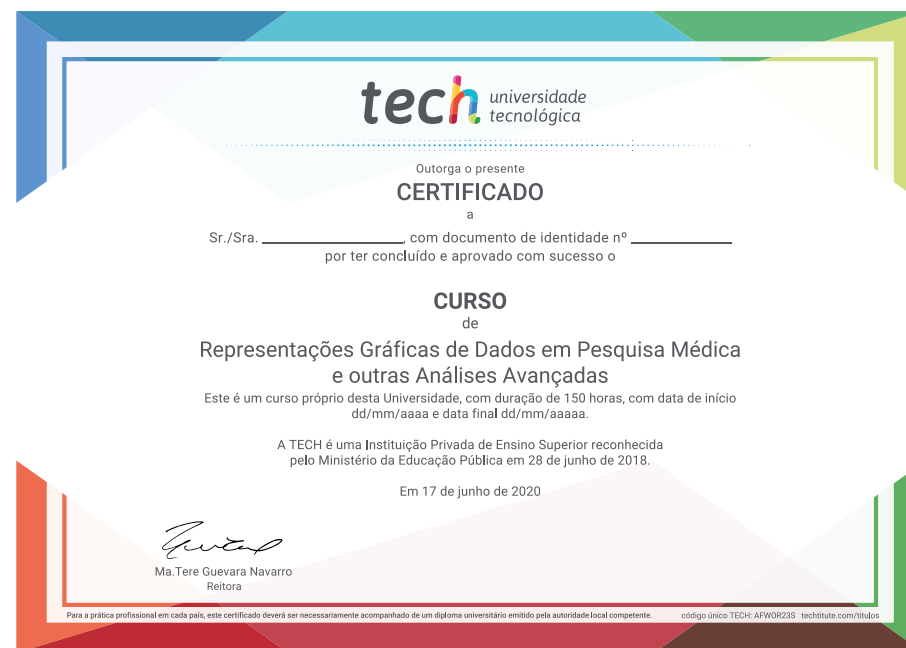 tech universidade
tecnológica
Outorga o presente
CERTIFICADO
a
Sr./Sra. ____________, com documento de identidade nº ____________
por ter concluído e aprovado com sucesso o
CURSO
de
Representações Gráficas de Dados em Pesquisa Médica
e outras Análises Avançadas
Este é um curso próprio desta Universidade, com duração de 150 horas, com data de início
dd/mm/aaaa e data final dd/mm/aaaaa.
A TECH é uma Instituição Privada de Ensino Superior reconhecida
pelo Ministério da Educação Pública em 28 de junho de 2018.
Em 17 de junho de 2020
Ma.Tere Guevara Navarro
Reitora
Para a prática profissional em cada país, este certificado deverá ser necessariamente acompanhado de um diploma universitário emitido pela autoridade local competente. código único TECH: AFWOR23S techtitute.com/titulos